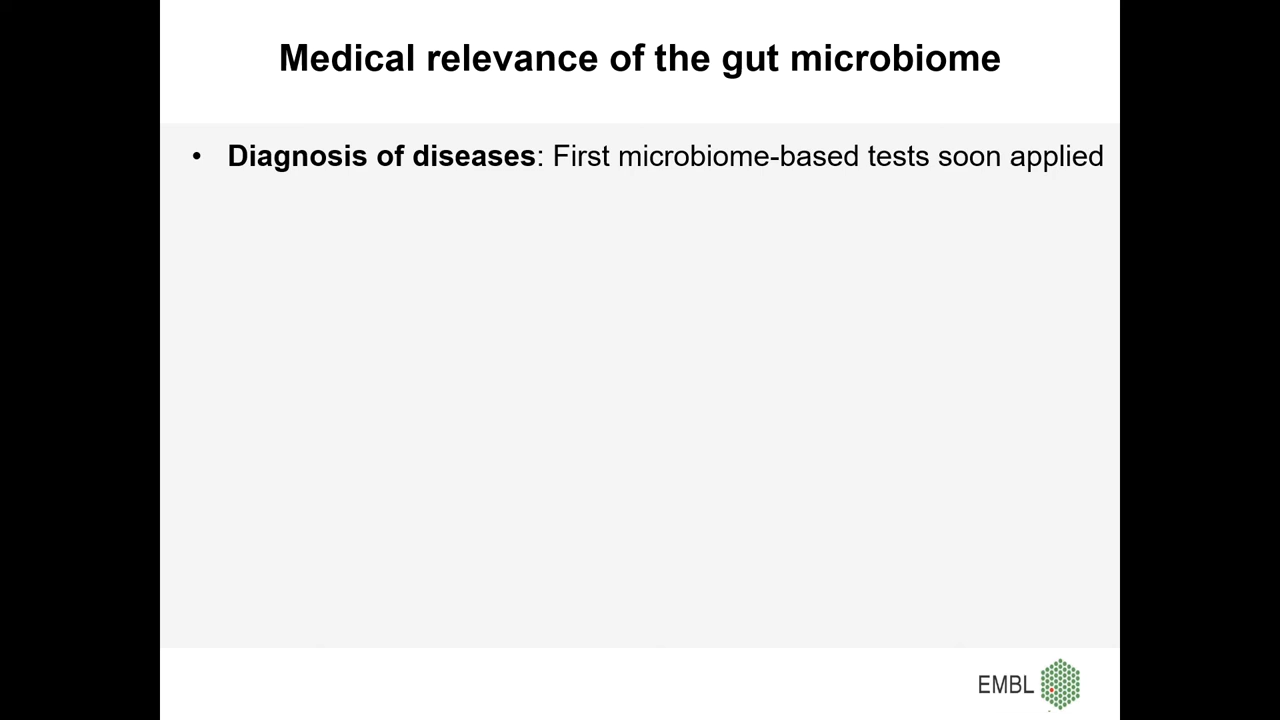 Medical relevance of the gut microbiome
• Diagnosis of diseases: First microbiome-based tests soon applied
EMBL